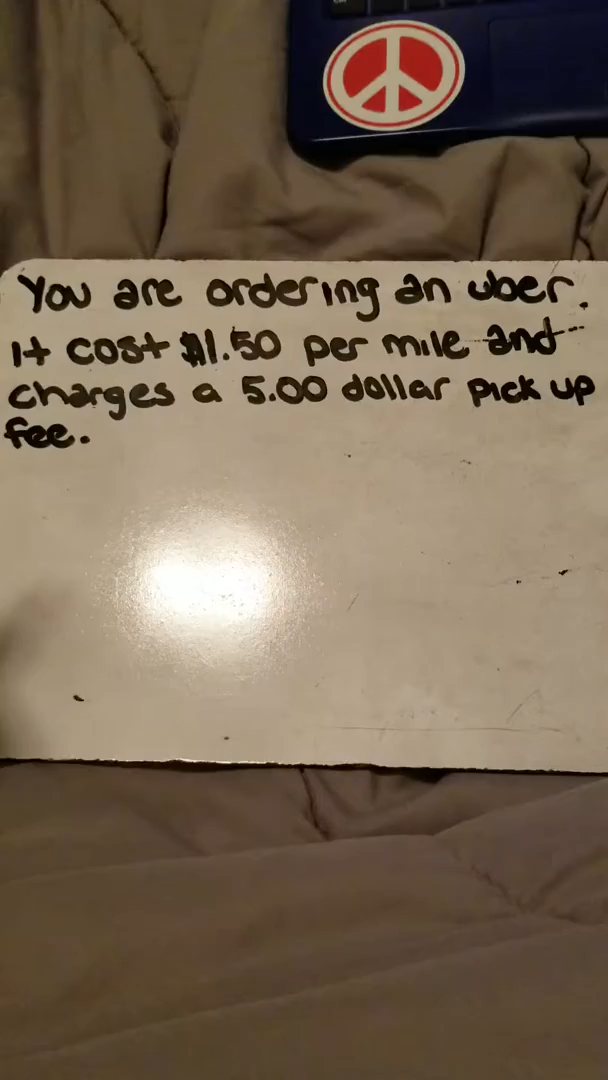 You are ordering an uber.
it cost $1.50 per mile and
charges a 5.00 dollar pick up
fee.